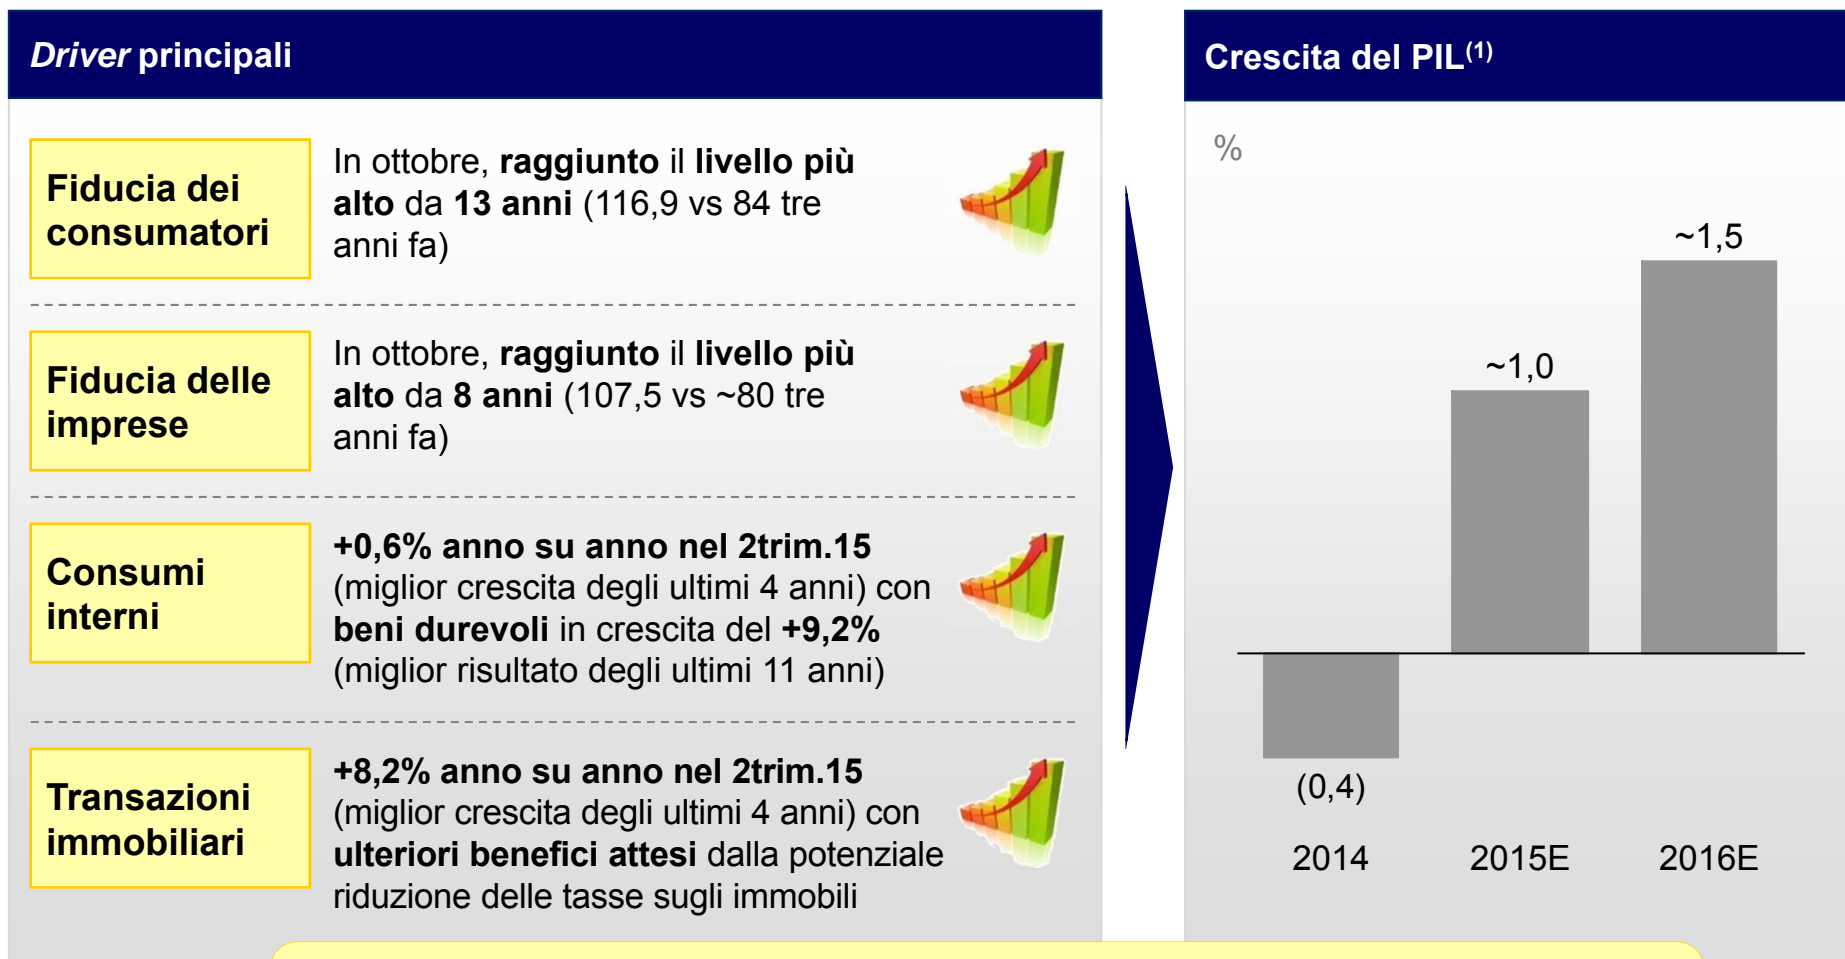 Driver principali
Fiducia dei
consumatori
In ottobre, raggiunto il livello più
alto da 13 anni (116,9 vs 84 tre
anni fa)
Fiducia delle
imprese
In ottobre, raggiunto il livello più
alto da 8 anni (107,5 vs ~80 tre
anni fa)
Consumi
interni
+0,6% anno su anno nel 2trim.15
(miglior crescita degli ultimi 4 anni) con
beni durevoli in crescita del +9,2%
(miglior risultato degli ultimi 11 anni)
Transazioni
immobiliari
+8,2% anno su anno nel 2trim.15
(miglior crescita degli ultimi 4 anni) con
ulteriori benefici attesi dalla potenziale
riduzione delle tasse sugli immobili
Crescita del PIL(1)
%
~1,5
~1,0
(0,4)
2014 2015E 2016E